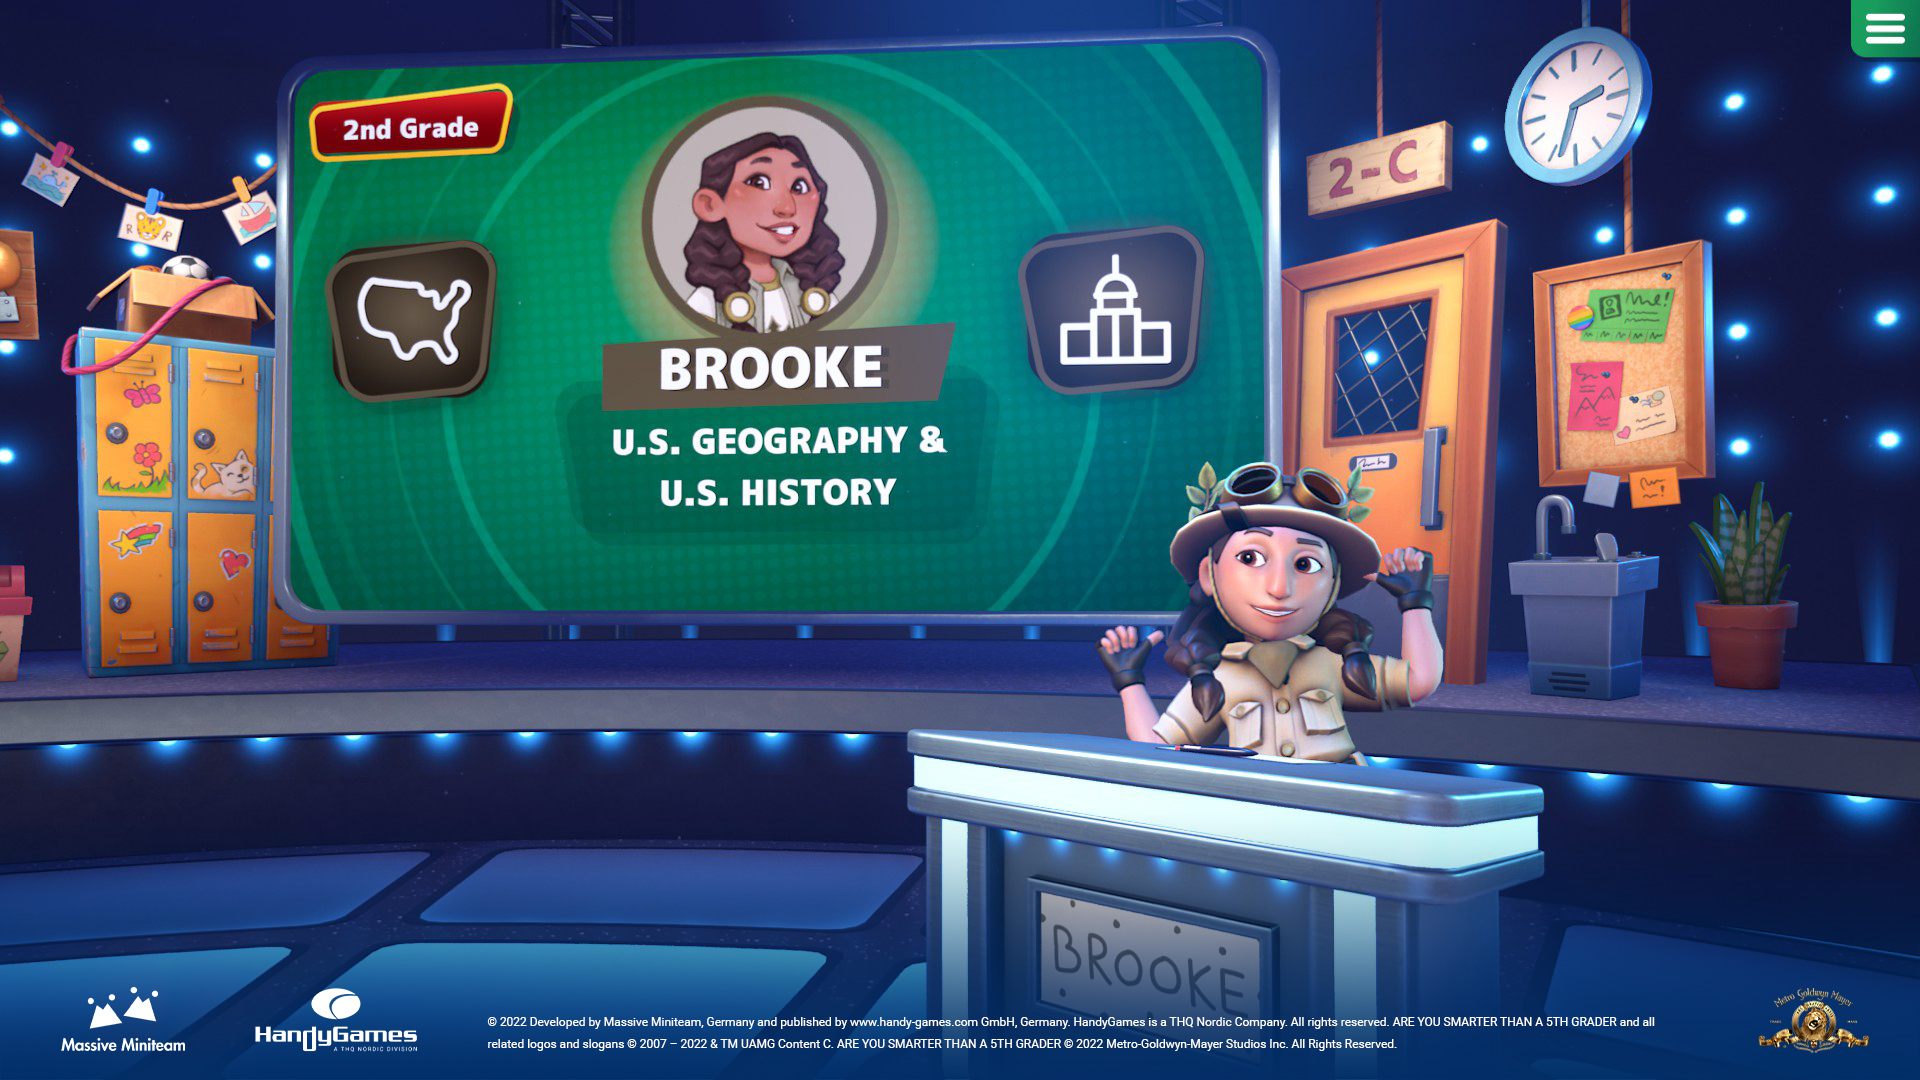 2nd Grade
2-C
R R
me!
BROOKE
U.S. GEOGRAPHY &
U.S. HISTORY
BROOKE
Massive Miniteam
HandyGames
A THQ NORDIC DIVISION
© 2022 Developed by Massive Miniteam, Germany and published by www.handy-games.com GmbH, Germany. HandyGames is a THQ Nordic Company. All rights reserved. ARE YOU SMARTER THAN A 5TH GRADER and all
related logos and slogans © 2007 – 2022 & TM UAMG Content C. ARE YOU SMARTER THAN A 5TH GRADER © 2022 Metro-Goldwyn-Mayer Studios Inc. All Rights Reserved.
Metro Goldwyn Mayer